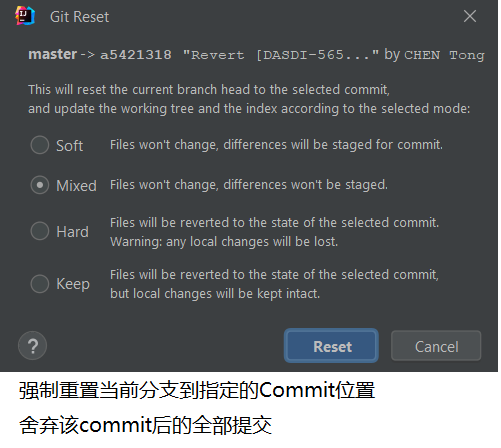 Git Reset
master -> a5421318 "Revert [DASDI-565..." by CHEN Tong
This will reset the current branch head to the selected commit,
and update the working tree and the index according to the selected mode:
Soft Files won't change, differences will be staged for commit.
Mixed Files won't change, differences won't be staged.
Hard Files will be reverted to the state of the selected commit.
Warning: any local changes will be lost.
Keep Files will be reverted to the state of the selected commit,
but local changes will be kept intact.
? Reset Cancel
强制重置当前分支到指定的Commit位置
舍弃该commit后的全部提交